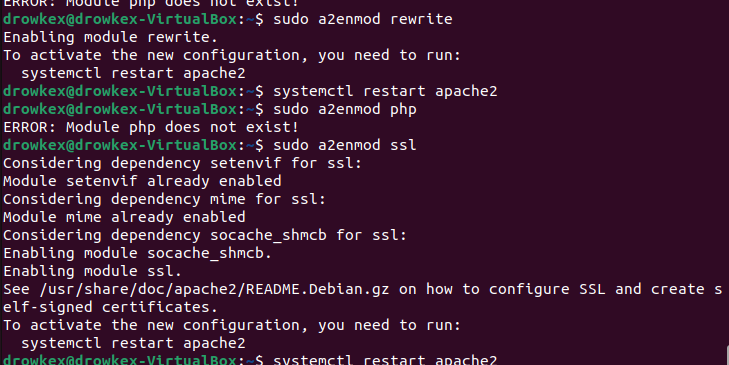 ERROR: Module php does not exist!
drowkex@drowkex-VirtualBox:~$ sudo a2enmod rewrite
Enabling module rewrite.
To activate the new configuration, you need to run:
  systemctl restart apache2
drowkex@drowkex-VirtualBox:~$ systemctl restart apache2
drowkex@drowkex-VirtualBox:~$ sudo a2enmod php
ERROR: Module php does not exist!
drowkex@drowkex-VirtualBox:~$ sudo a2enmod ssl
Considering dependency setenvif for ssl:
Module setenvif already enabled
Considering dependency mime for ssl:
Module mime already enabled
Considering dependency socache_shmcb for ssl:
Enabling module socache_shmcb.
Enabling module ssl.
See /usr/share/doc/apache2/README.Debian.gz on how to configure SSL and create s
elf-signed certificates.
To activate the new configuration, you need to run:
  systemctl restart apache2
drowkex@drowkex-VirtualBox:~$ systemctl restart apache2